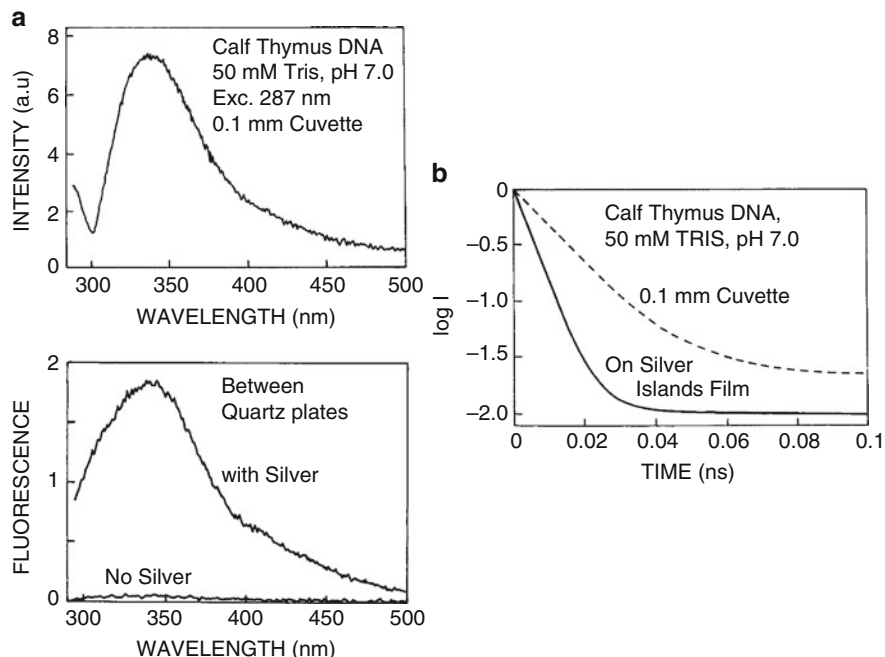 a
8
6
4
2
0
INTENSITY (a.u)
Calf Thymus DNA
50 mM Tris, pH 7.0
Exc. 287 nm
0.1 mm Cuvette
300 350 400 450 500
WAVELENGTH (nm)
2
1
0
FLUORESCENCE
Between
Quartz plates
with Silver
No Silver
300 350 400 450 500
WAVELENGTH (nm)
b
0
−0.5
−1.0
−1.5
−2.0
log I
Calf Thymus DNA,
50 mM TRIS, pH 7.0
0.1 mm Cuvette
On Silver
Islands Film
0 0.02 0.04 0.06 0.08 0.1
TIME (ns)